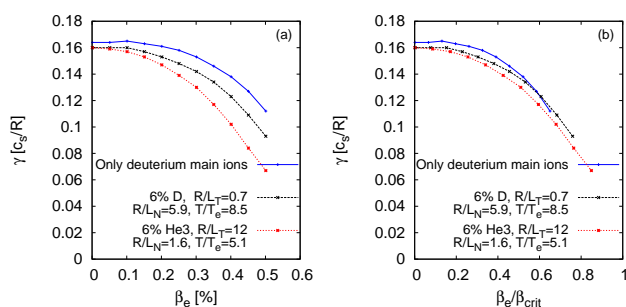 (a)
γ [c_s/R]
0.18
0.16
0.14
0.12
0.1
0.08
0.06
0.04
0.02
0
Only deuterium main ions
6% D, R/L_T=0.7
R/L_N=5.9, T/T_e=8.5
6% He3, R/L_T=12
R/L_N=1.6, T/T_e=5.1
0 0.1 0.2 0.3 0.4 0.5 0.6
β_e [%]
(b)
γ [c_s/R]
0.18
0.16
0.14
0.12
0.1
0.08
0.06
0.04
0.02
0
Only deuterium main ions
6% D, R/L_T=0.7
R/L_N=5.9, T/T_e=8.5
6% He3, R/L_T=12
R/L_N=1.6, T/T_e=5.1
0 0.2 0.4 0.6 0.8 1
β_e/β_crit